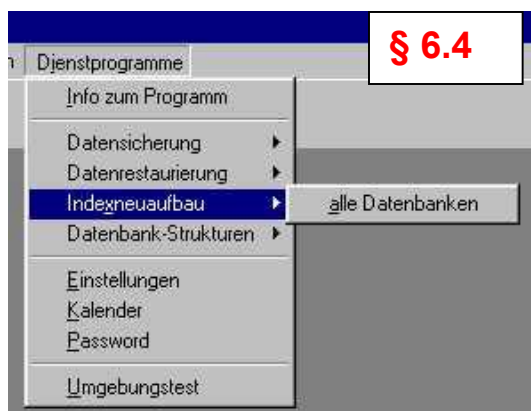 § 6.4
Dienstprogramme
Info zum Programm
Datensicherung
Datenrestaurierung
Indexneuaufbau
alle Datenbanken
Datenbank-Strukturen
Einstellungen
Kalender
Password
Umgebungstest